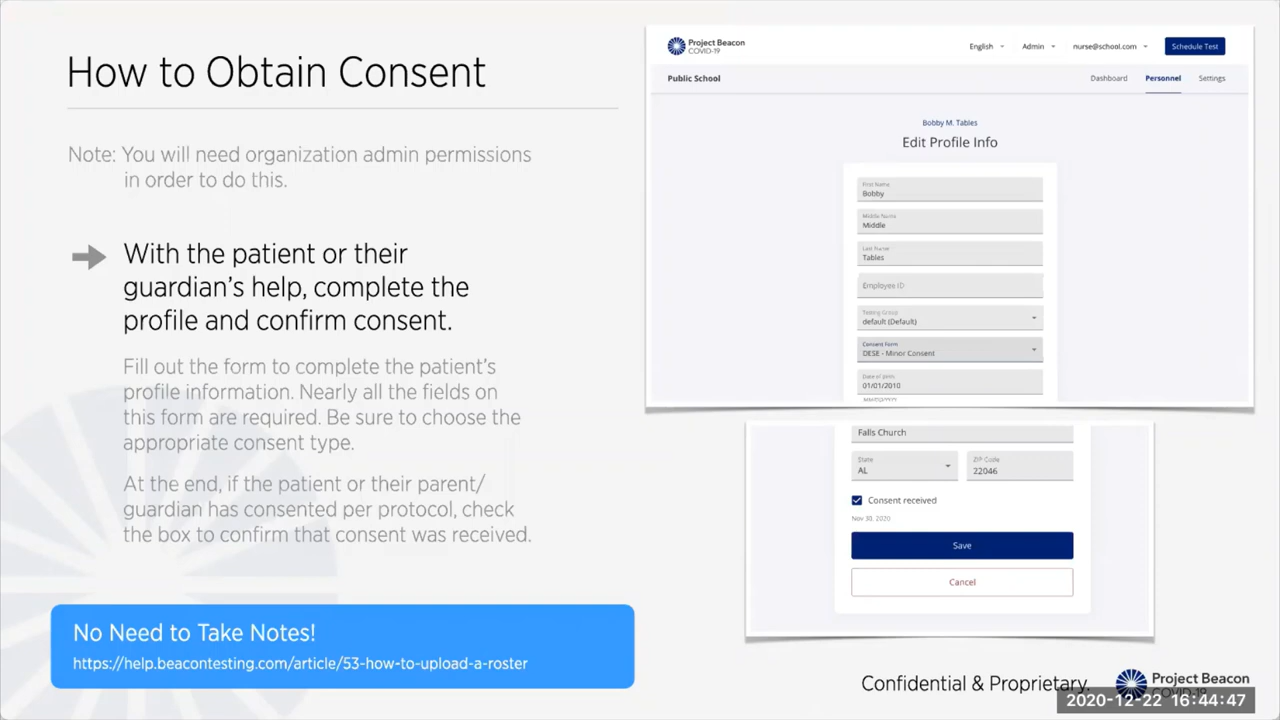 How to Obtain Consent
Note: You will need organization admin permissions
in order to do this.
With the patient or their
guardian's help, complete the
profile and confirm consent.
Fill out the form to complete the patient's
profile information. Nearly all the fields on
this form are required. Be sure to choose the
appropriate consent type.
At the end, if the patient or their parent/
guardian has consented per protocol, check
the box to confirm that consent was received.
No Need to Take Notes!
https://help.beacontesting.com/article/53-how-to-upload-a-roster
Project Beacon
COVID-19
English
Admin
nurse@school.com
Schedule Test
Public School
Dashboard
Personnel
Settings
Bobby M. Tables
Edit Profile Info
First Name
Bobby
Middle Name
Middle
Last Name
Tables
Employee ID
Testing Group
default (Default)
Consent Form
DESE - Minor Consent
Date of Birth
01/01/2010
MM/DD/YYYY
Falls Church
State
AL
ZIP Code
22046
Consent received
Nov 30, 2020
Save
Cancel
Confidential & Proprietary.
Project Beacon
COVID-19
2020-12-22 16:44:47